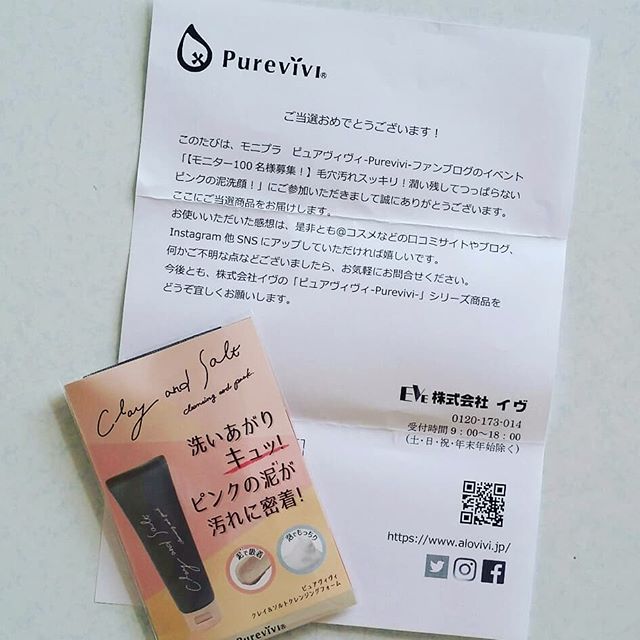 Purevivi®
ご当選おめでとうございます！
このたびは、モニプラ　ピュアヴィヴィ-Purevivi-ファンブログのイベント
「【モニター100名様募集！】毛穴汚れスッキリ！潤い残してつっぱらない
ピンクの泥洗顔！」にご参加いただきまして誠にありがとうございます。
ここにご当選商品をお届けします。
お使いいただいた感想は、是非とも@コスメなどの口コミサイトやブログ、
Instagram 他 SNS にアップしていただければ嬉しいです。
何かご不明な点などございましたら、お気軽にお問合せください。
今後とも、株式会社イヴの「ピュアヴィヴィ-Purevivi-」シリーズ商品を
どうぞ宜しくお願いします。
EVE 株式会社 イヴ
0120-173-014
受付時間 9：00～18：00
(土・日・祝・年末年始除く)
https://www.alovivi.jp/
Clay and Salt
cleansing and pack
洗いあがり
キュッ!
ピンクの泥が
汚れに密着!
Clay and Salt
泥で吸着
泡でもっちり
ピュアヴィヴィ
クレイ&ソルトクレンジングフォーム
Purevivi®